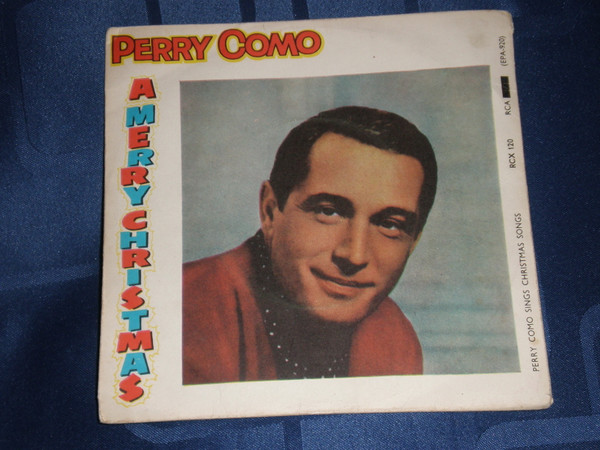 PERRY COMO
A MERRY CHRISTMAS
PERRY COMO SINGS CHRISTMAS SONGS
RCX 120
RCA
(EPA-920)